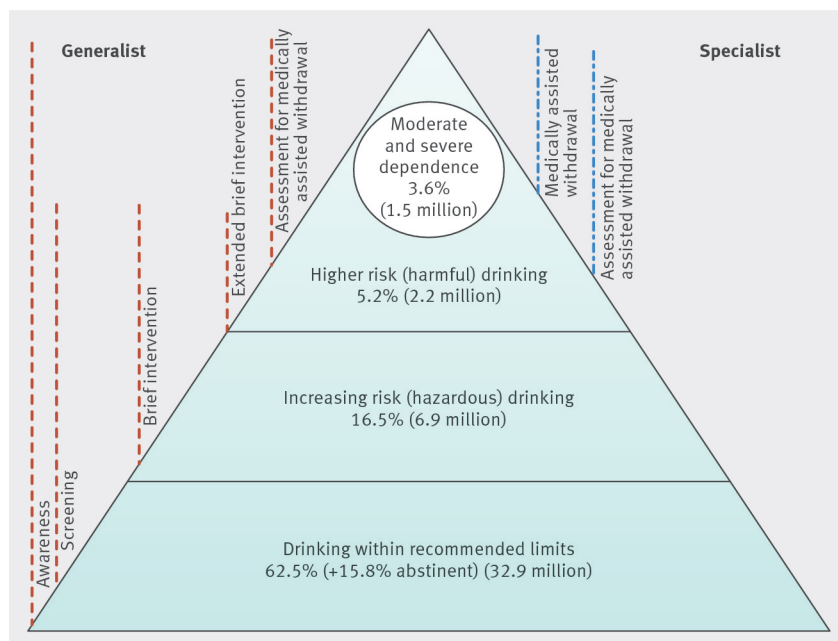 Generalist
Specialist
Awareness
Screening
Brief intervention
Extended brief intervention
Assessment for medically
assisted withdrawal
Medically assisted
withdrawal
Assessment for medically
assisted withdrawal
Moderate
and severe
dependence
3.6%
(1.5 million)
Higher risk (harmful) drinking
5.2% (2.2 million)
Increasing risk (hazardous) drinking
16.5% (6.9 million)
Drinking within recommended limits
62.5% (+15.8% abstinent) (32.9 million)